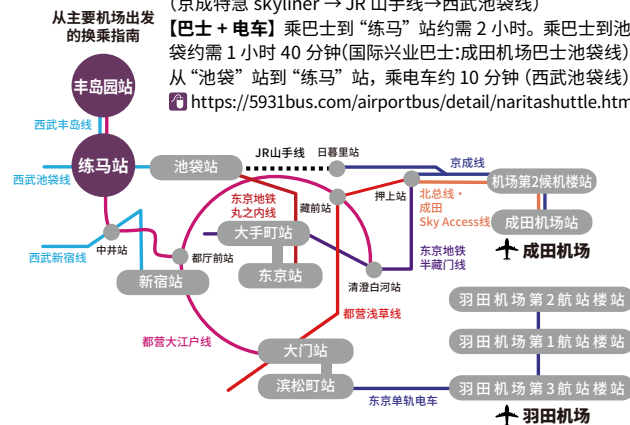 从主要机场出发
的换乘指南
(京成特急 skyliner → JR 山手线→西武池袋线)
【巴士 + 电车】乘巴士到“练马”站约需 2 小时。乘巴士到池
袋约需 1 小时 40 分钟(国际兴业巴士:成田机场巴士池袋线)
从“池袋”站到“练马”站，乘电车约 10 分钟 (西武池袋线)
https://5931bus.com/airportbus/detail/naritashuttle.htm
丰岛园站
西武丰岛线
练马站
西武池袋线
池袋站
JR山手线
日暮里站
京成线
机场第2候机楼站
押上站
北总线・
成田
Sky Access线
成田机场站
成田机场
东京地铁
丸之内线
藏前站
大手町站
东京站
东京地铁
半藏门线
清澄白河站
中井站
西武新宿线
都厅前站
新宿站
都营浅草线
都营大江户线
大门站
滨松町站
东京单轨电车
羽田机场第2航站楼站
羽田机场第1航站楼站
羽田机场第3航站楼站
羽田机场